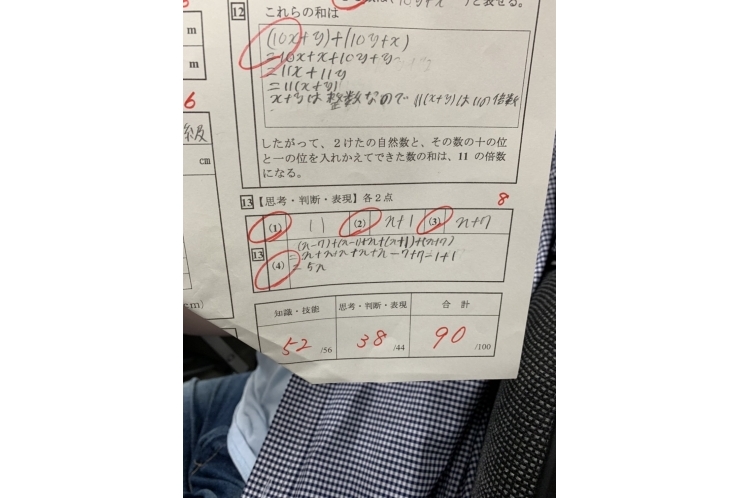 12
これらの和は
(10x+y)+(10y+x)
=10x+x+10y+y
=11x+11y
=11(x+y)
x+yは整数なので 11(x+y)は11の倍数
したがって、2けたの自然数と、その数の十の位
と一の位を入れかえてできた数の和は、11 の倍数
になる。
m
m
6
級
cm
13【思考・判断・表現】各2点
8
(1) 11 (2) n+1 (3) n+7
13
(4)
(n-7)+(n-1)+n+(n+1)+(n+7)
=n+n+n+n+n-7+7-1+1
=5n
cm)
知識・技能 思考・判断・表現 合計
52 /56 38 /44 90 /100